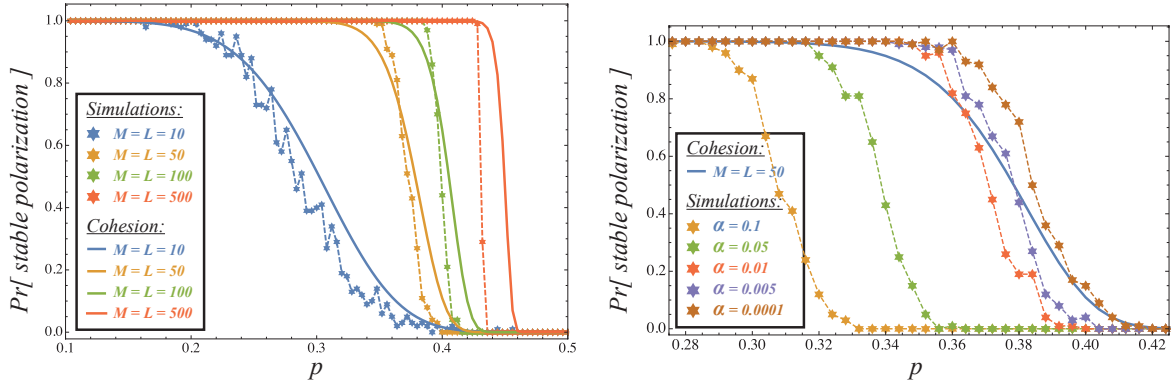 Pr[ stable polarization ]
1.0
0.8
0.6
0.4
0.2
0.0
Simulations:
M = L = 10
M = L = 50
M = L = 100
M = L = 500
Cohesion:
M = L = 10
M = L = 50
M = L = 100
M = L = 500
0.1 0.2 0.3 0.4 0.5
p
Pr[ stable polarization ]
1.0
0.8
0.6
0.4
0.2
0.0
Cohesion:
M = L = 50
Simulations:
α = 0.1
α = 0.05
α = 0.01
α = 0.005
α = 0.0001
0.28 0.30 0.32 0.34 0.36 0.38 0.40 0.42
p